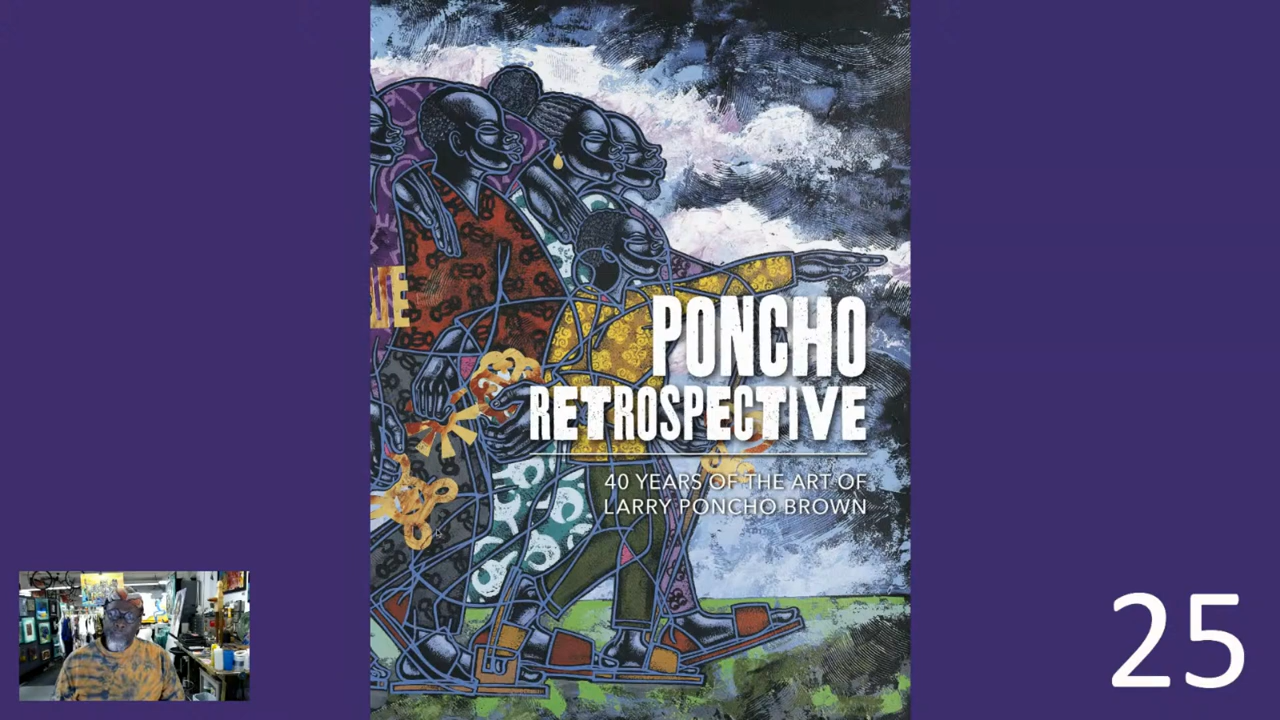 PONCHO
RETROSPECTIVE
40 YEARS OF THE ART OF
LARRY PONCHO BROWN
25